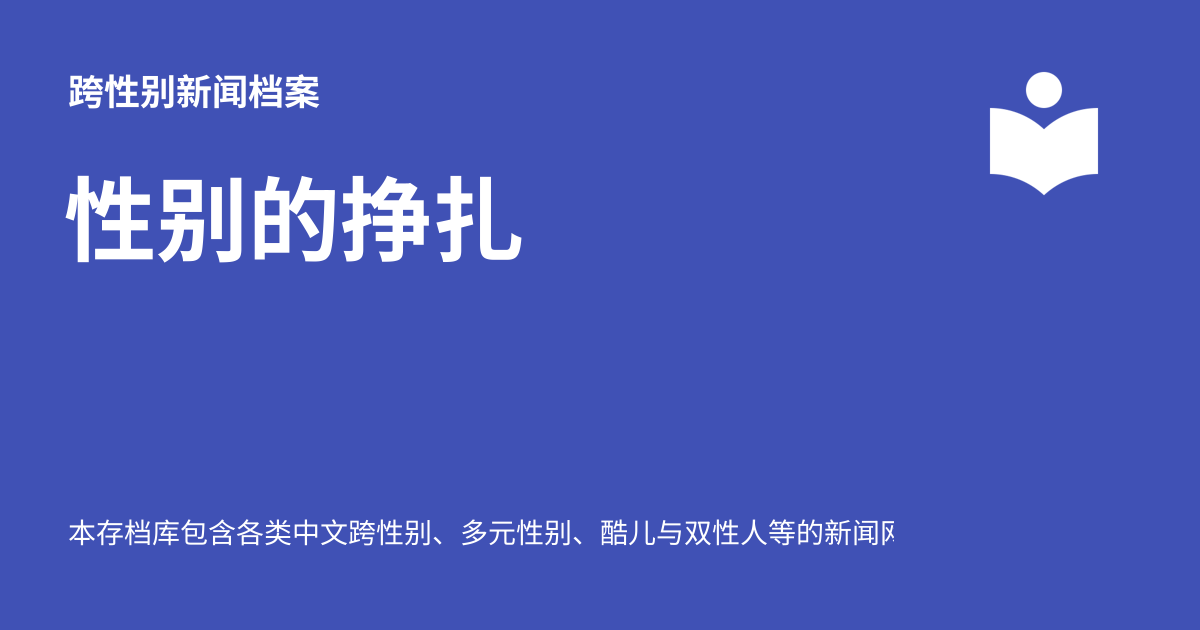 跨性别新闻档案
性别的挣扎
本存档库包含各类中文跨性别、多元性别、酷儿与双性人等的新闻